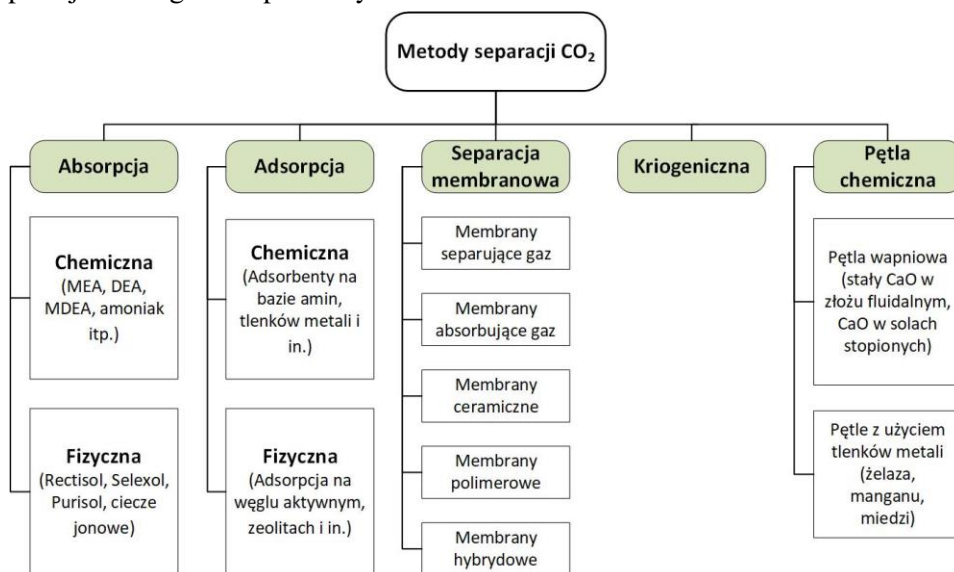 Metody separacji CO₂
Absorpcja
Chemiczna
(MEA, DEA,
MDEA, amoniak
itp.)
Fizyczna
(Rectisol, Selexol,
Purisol, ciecze
jonowe)
Adsorpcja
Chemiczna
(Adsorbenty na
bazie amin,
tlenków metali i
in.)
Fizyczna
(Adsorpcja na
węglu aktywnym,
zeolitach i in.)
Separacja
membranowa
Membrany
separujące gaz
Membrany
absorbujące gaz
Membrany
ceramiczne
Membrany
polimerowe
Membrany
hybrydowe
Kriogeniczna
Pętla
chemiczna
Pętla wapniowa
(stały CaO w
złożu fluidalnym,
CaO w solach
stopionych)
Pętle z użyciem
tlenków metali
(żelaza,
manganu,
miedzi)